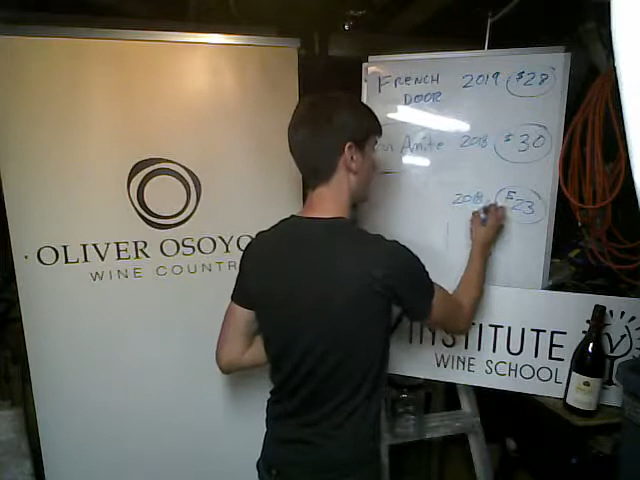 FRENCH 2019 $28
DOOR
Amite 2018 $30
2018 $23
OLIVER OSOYO
WINE COUNTR
INSTITUTE
WINE SCHOOL